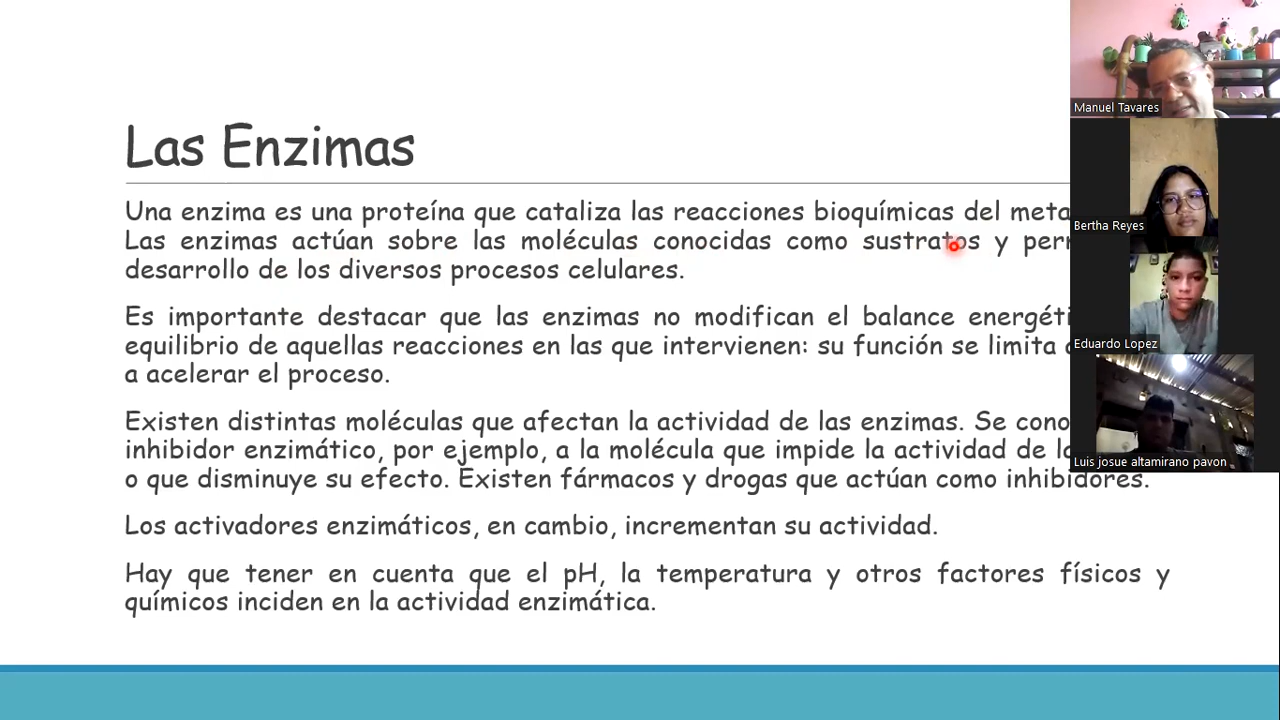 Las Enzimas
Una enzima es una proteína que cataliza las reacciones bioquímicas del
Las enzimas actúan sobre las moléculas conocidas como sustratos y
desarrollo de los diversos procesos celulares.
Es importante destacar que las enzimas no modifican el balance
equilibrio de aquellas reacciones en las que intervienen: su función se limita
a acelerar el proceso.
Existen distintas moléculas que afectan la actividad de las enzimas. Se
inhibidor enzimático, por ejemplo, a la molécula que impide la actividad de
o que disminuye su efecto. Existen fármacos y drogas que actúan como inhibidores.
Los activadores enzimáticos, en cambio, incrementan su actividad.
Hay que tener en cuenta que el pH, la temperatura y otros factores físicos y
químicos inciden en la actividad enzimática.
Manuel Tavares
Bertha Reyes
Eduardo Lopez
Luis josue altamirano pavon